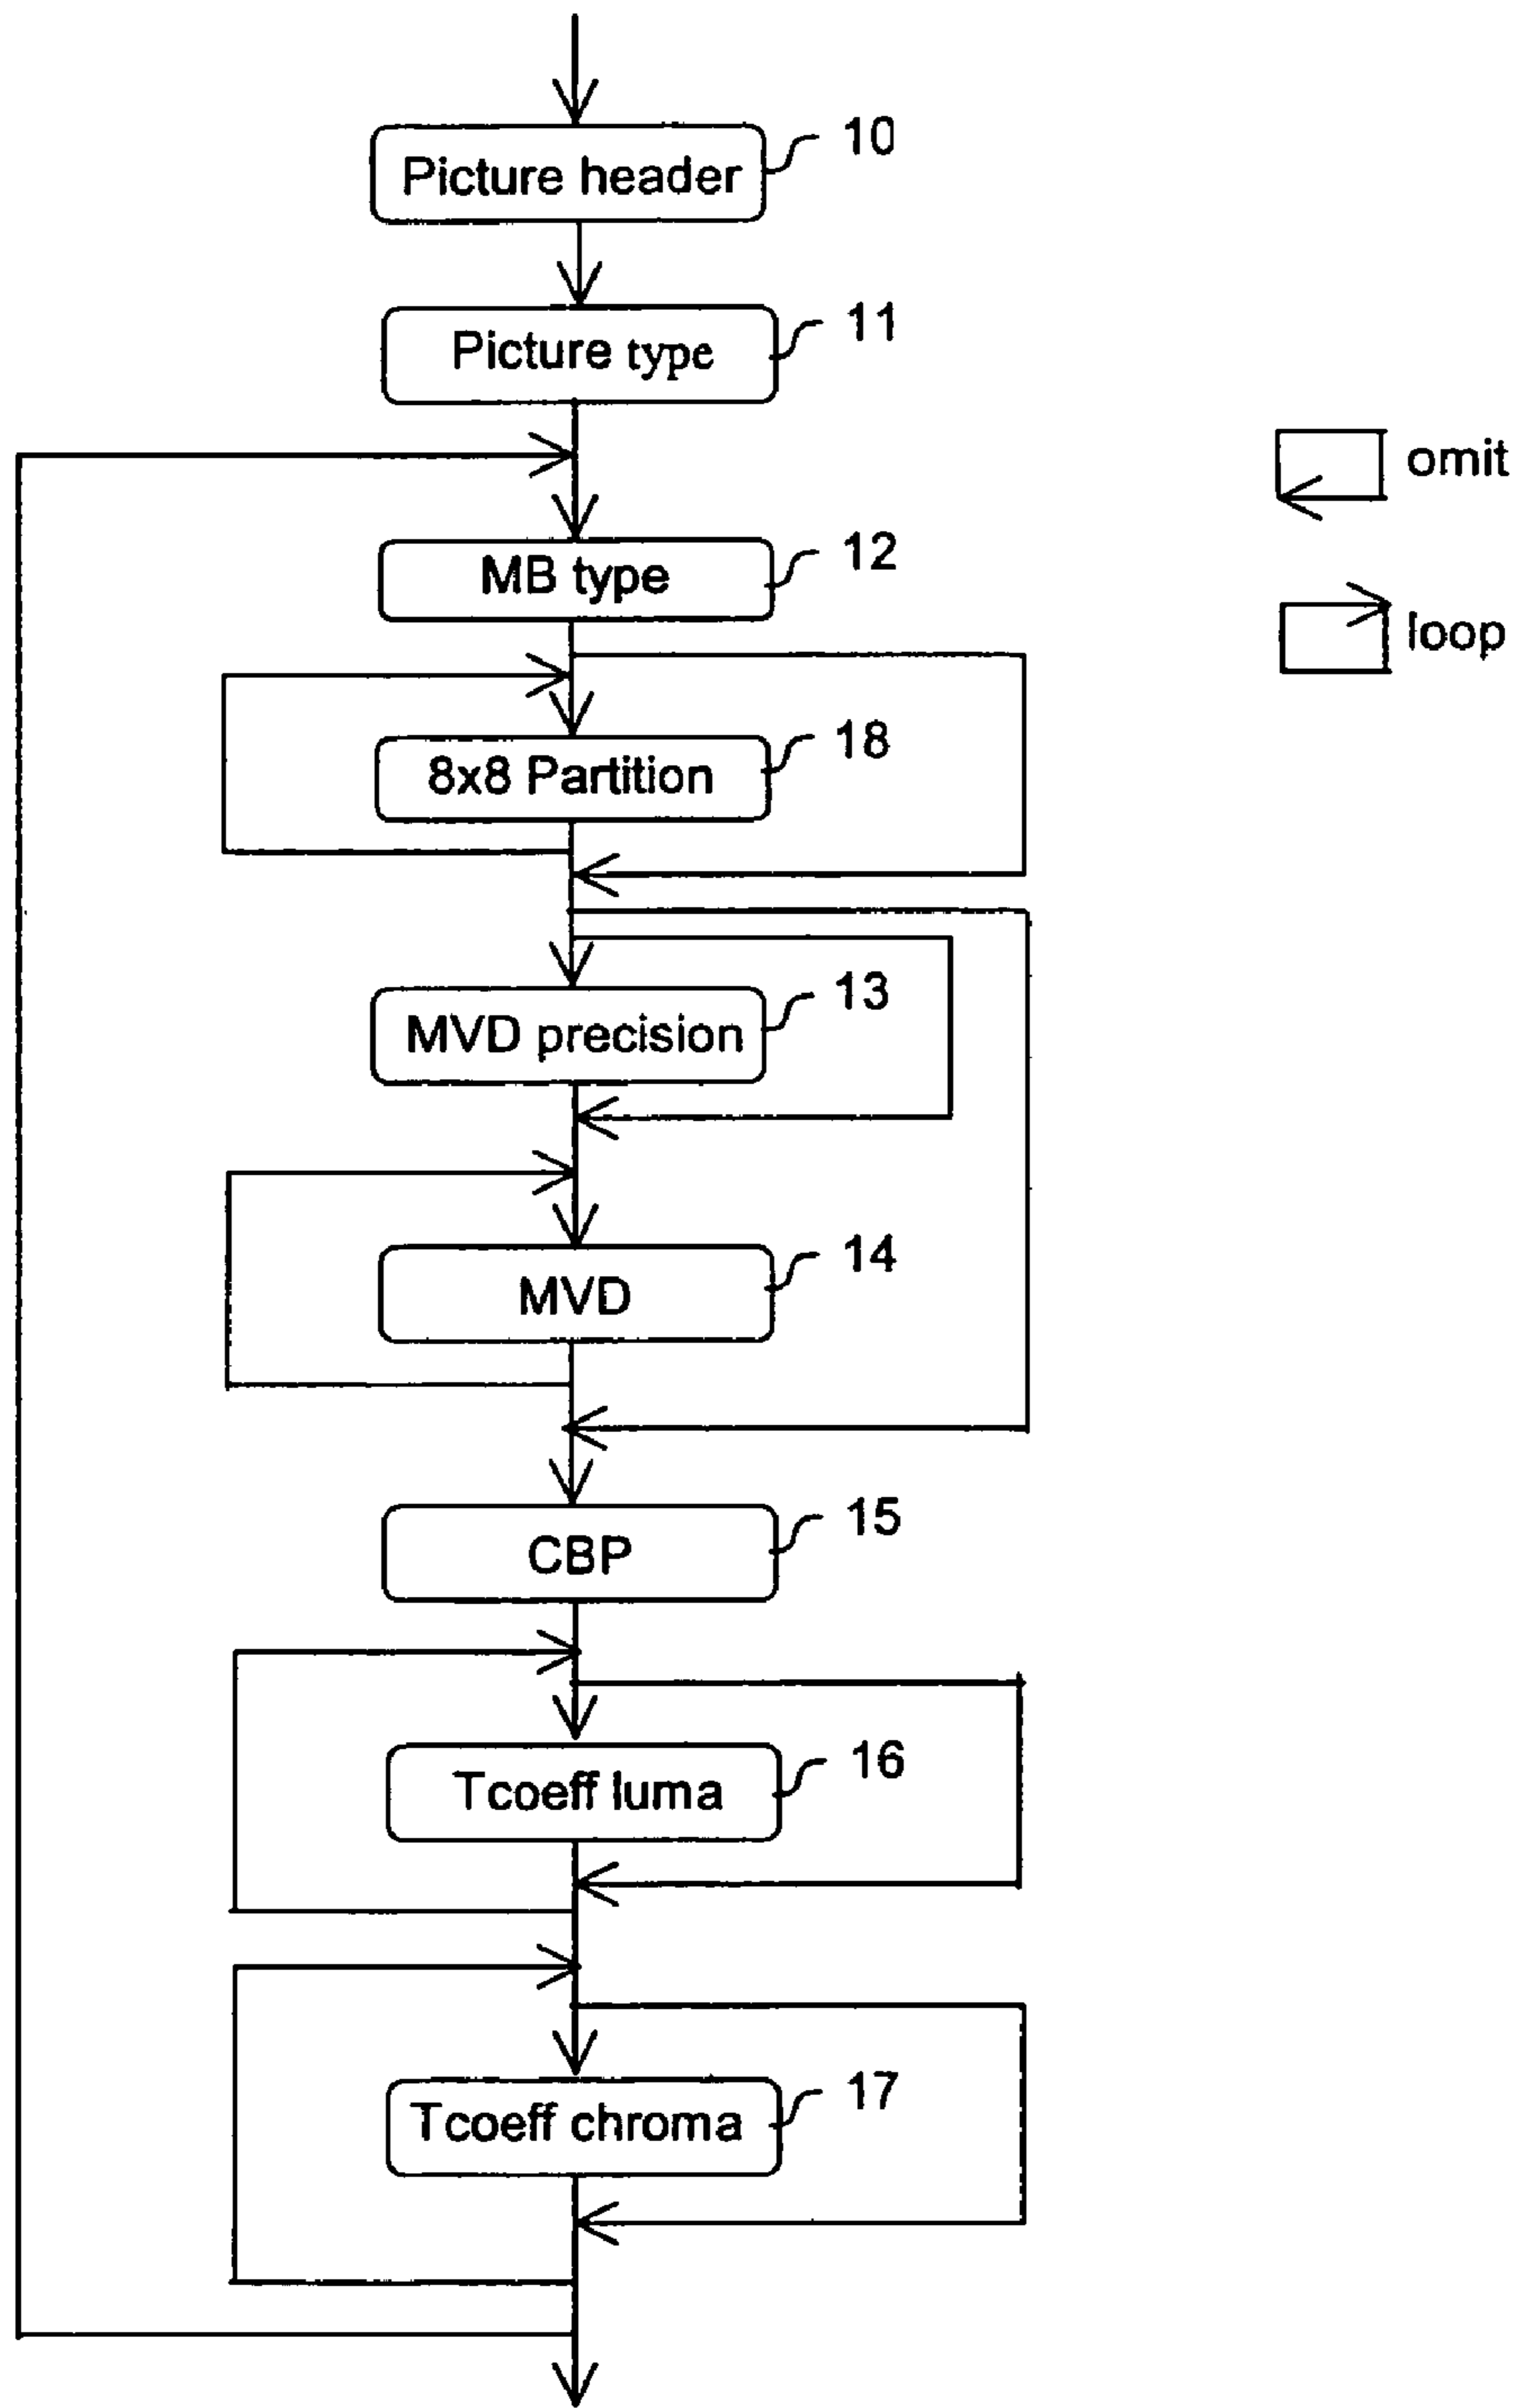 10
Picture header
11
Picture type
omit
12
MB type
loop
18
8x8 Partition
13
MVD precision
14
MVD
15
CBP
16
Tcoeff luma
17
Tcoeff chroma